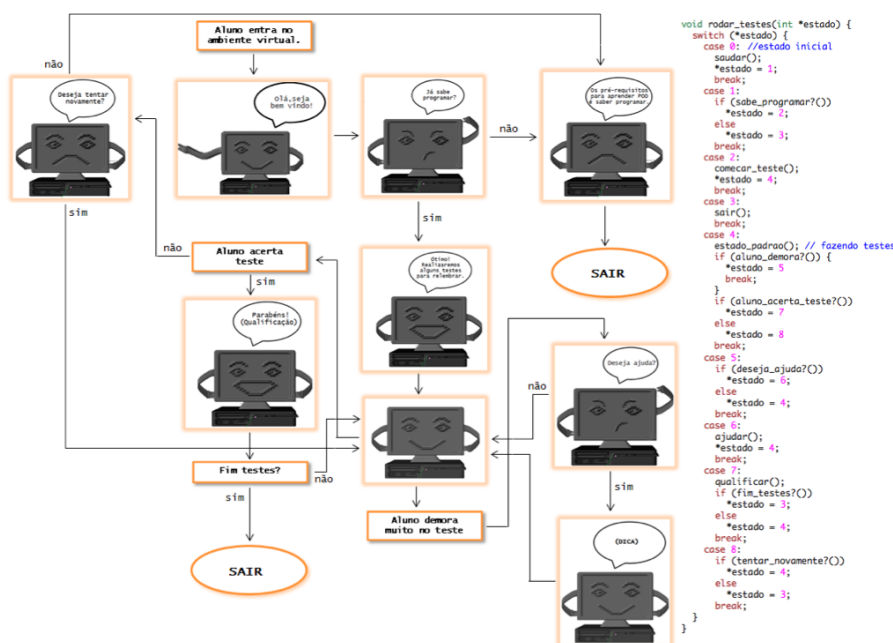 Aluno entra no
ambiente virtual.
não
Deseja tentar
novamente?
Olá,seja
bem vindo!
Já sabe
programar?
não
Os pré-requisitos
para aprender POO
é saber programar.
sim
sim
não
Aluno acerta
teste
sim
Ótimo!
Realizaremos
alguns testes
para relembrar.
SAIR
Parabéns!
(Qualificação)
Deseja ajuda?
não
não
Fim testes?
sim
sim
Aluno demora
muito no teste
SAIR
(DICA)
void rodar_testes(int *estado) {
switch (*estado) {
case 0: //estado inicial
saudar();
*estado = 1;
break;
case 1:
if (sabe_programar?())
*estado = 2;
else
*estado = 3;
break;
case 2:
comecar_teste();
*estado = 4;
break;
case 3:
sair();
break;
case 4:
estado_padrao(); // fazendo testes
if (aluno_demora?()) {
*estado = 5
break;
}
if (aluno_acerta_teste?())
*estado = 7
else
*estado = 8
break;
case 5:
if (deseja_ajuda?())
*estado = 6;
else
*estado = 4;
break;
case 6:
ajudar();
*estado = 4;
break;
case 7:
qualificar();
if (fim_testes?())
*estado = 3;
else
*estado = 4;
break;
case 8:
if (tentar_novamente?())
*estado = 4;
else
*estado = 3;
break;
}
}